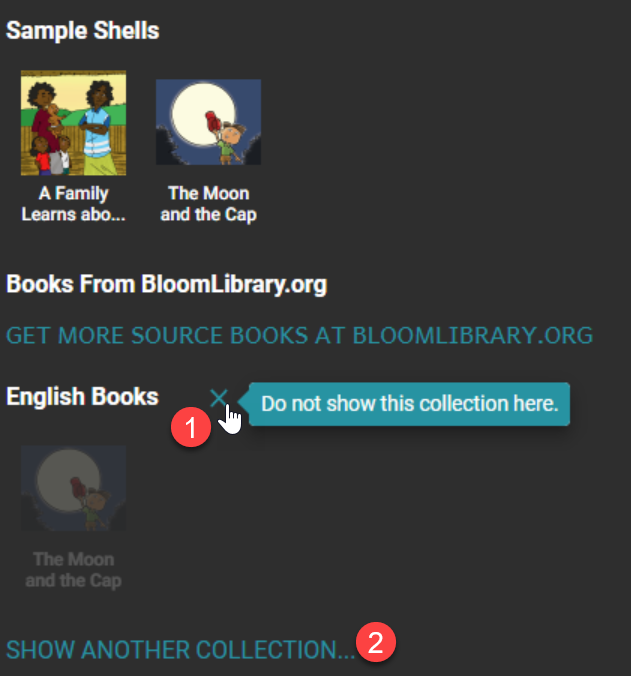 Sample Shells
A Family
Learns abo...
The Moon
and the Cap
Books From BloomLibrary.org
GET MORE SOURCE BOOKS AT BLOOMLIBRARY.ORG
English Books
1
Do not show this collection here.
The Moon
and the Cap
SHOW ANOTHER COLLECTION...
2